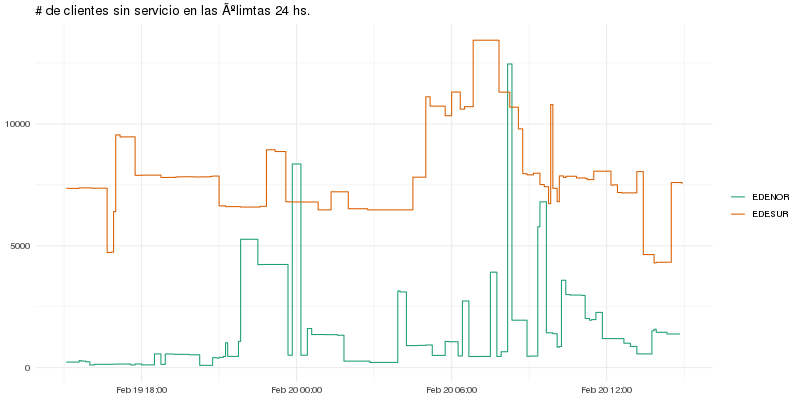 # de clientes sin servicio en las Ãºlimtas 24 hs.
10000
5000
0
Feb 19 18:00
Feb 20 00:00
Feb 20 06:00
Feb 20 12:00
EDENOR
EDESUR